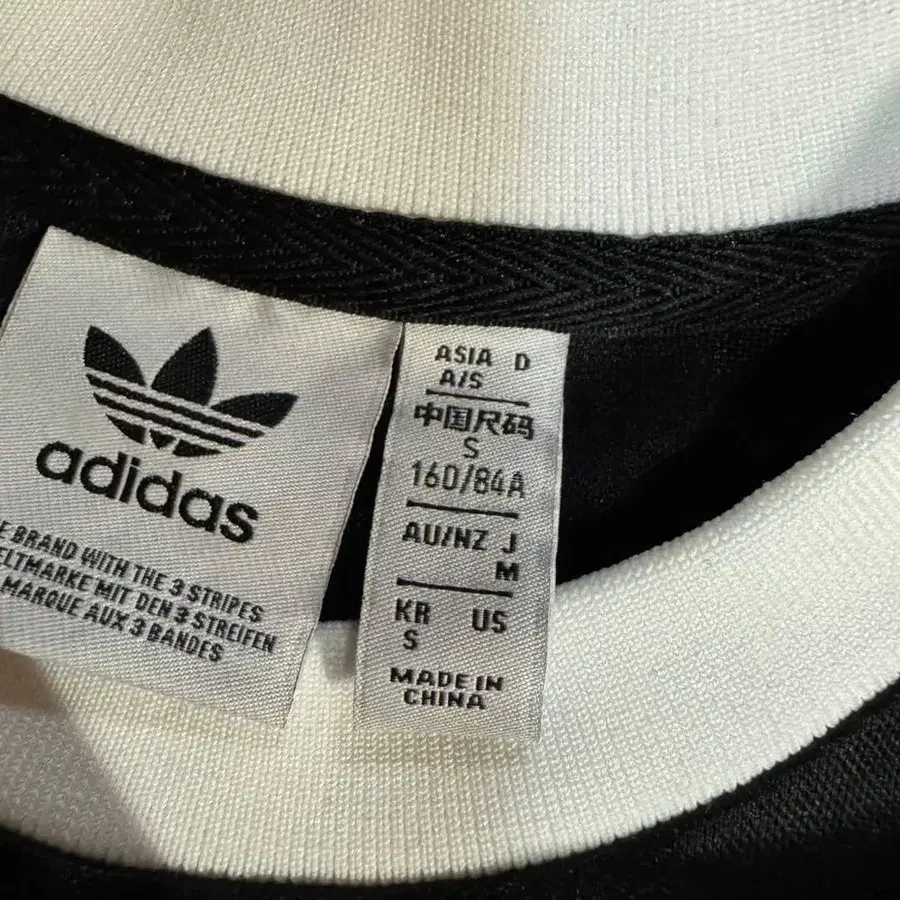 adidas
E BRAND WITH THE 3 STRIPES
ELTMARKE MIT DEN 3 STREIFEN
MARQUE AUX 3 BANDES
ASIA D
A/S
中国尺码
S
160/84A
AU/NZ J
M
KR US
S
MADE IN
CHINA